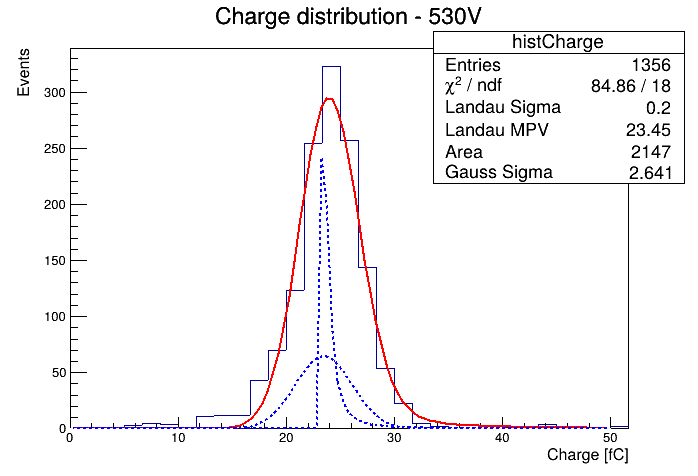 Charge distribution - 530V
histCharge
Entries 1356
χ² / ndf 84.86 / 18
Landau Sigma 0.2
Landau MPV 23.45
Area 2147
Gauss Sigma 2.641
Events
300
250
200
150
100
50
0
0 10 20 30 40 50
Charge [fC]